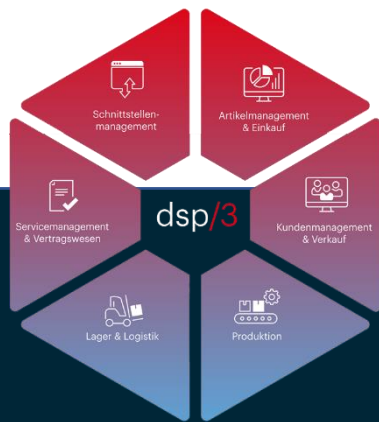 Schnittstellen-
management
Artikelmanagement
& Einkauf
Servicemanagement
& Vertragswesen
dsp/3
Kundenmanagement
& Verkauf
Lager & Logistik
Produktion